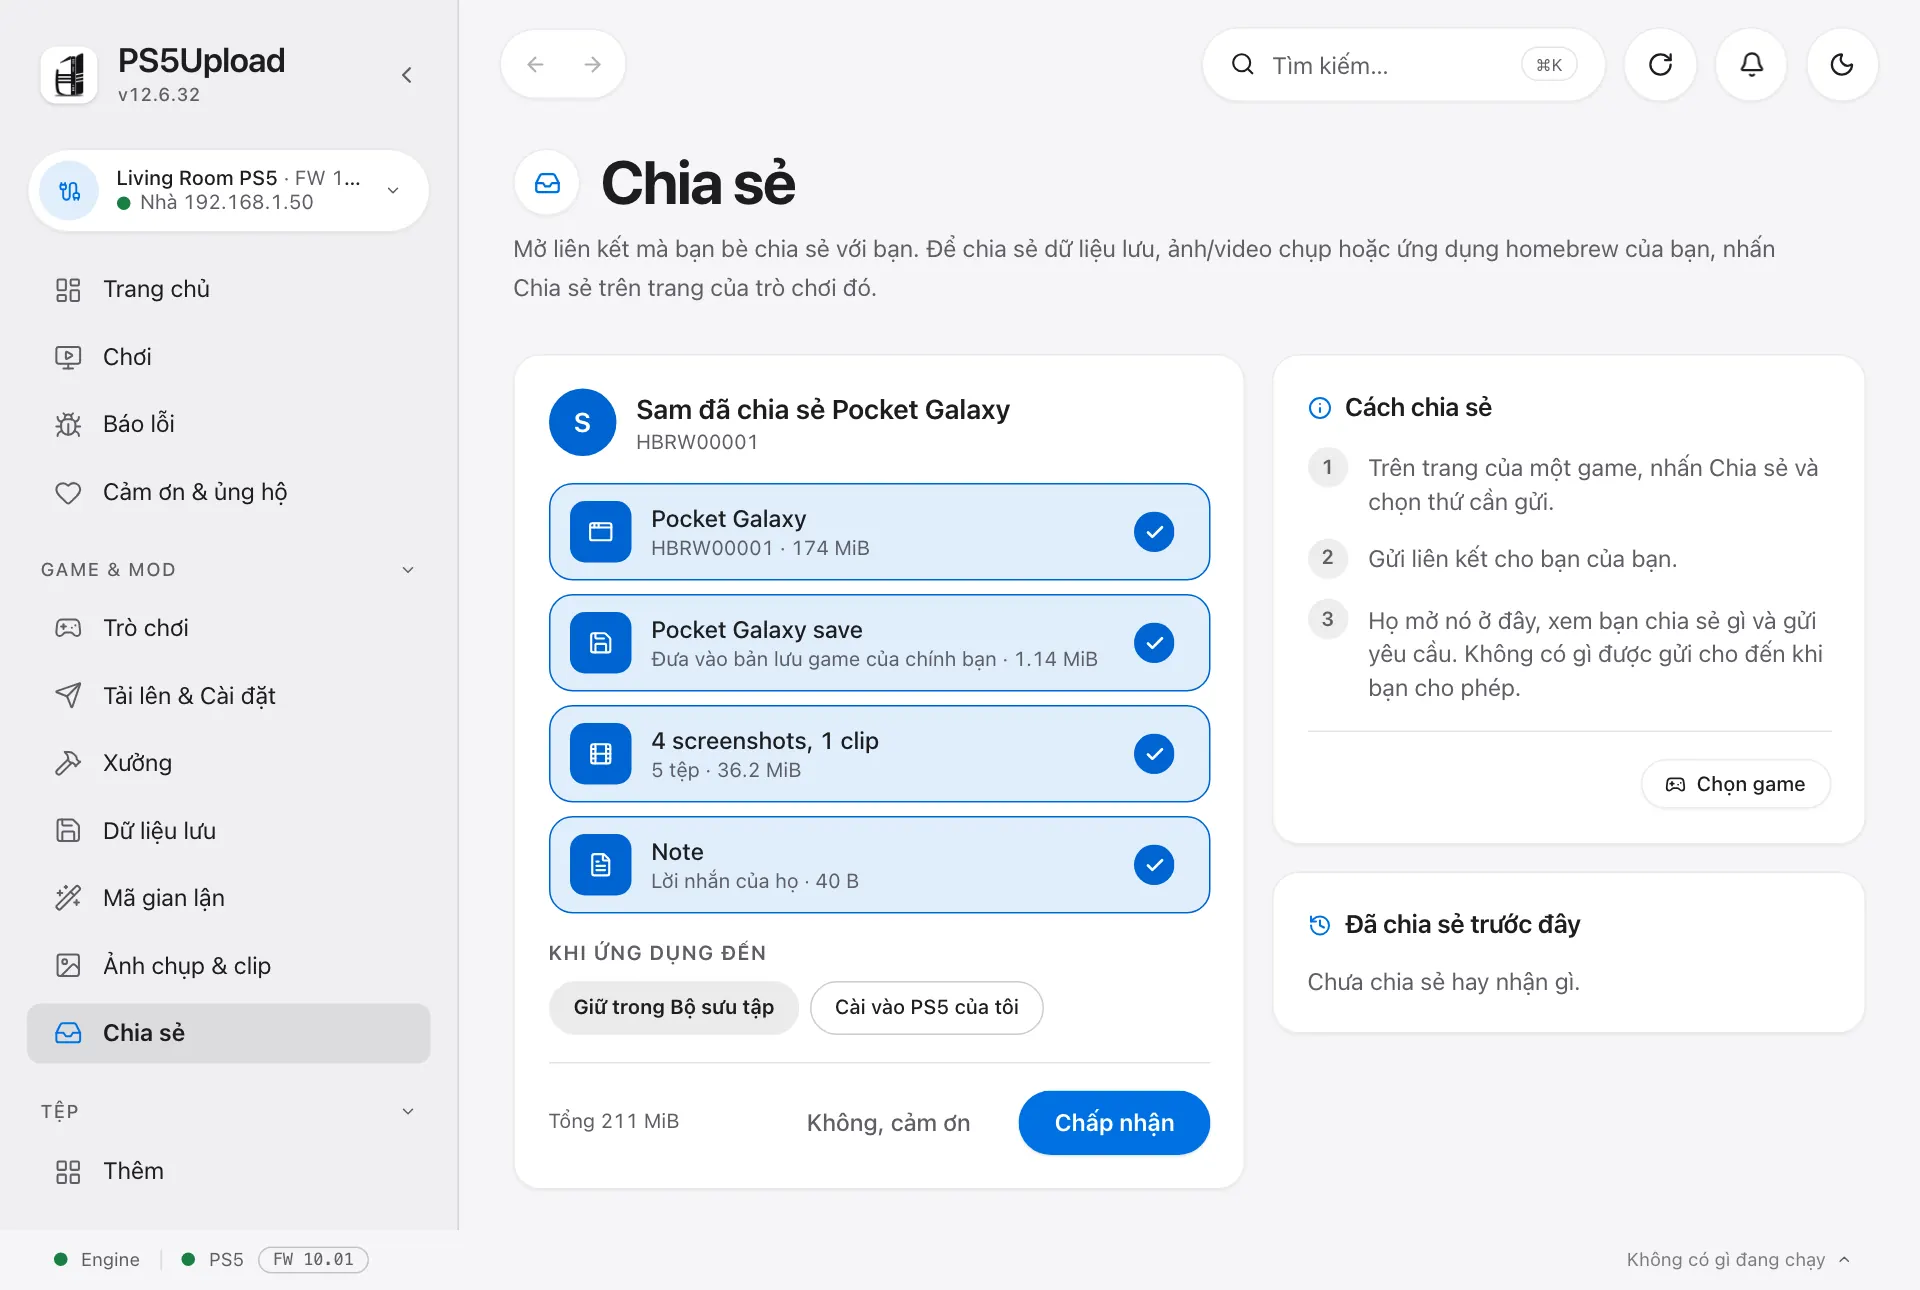 PS5Upload
v12.6.32
Living Room PS5 · FW 1...
Nhà 192.168.1.50
Trang chủ
Chơi
Báo lỗi
Cảm ơn & ủng hộ
GAME & MOD
Trò chơi
Tải lên & Cài đặt
Xưởng
Dữ liệu lưu
Mã gian lận
Ảnh chụp & clip
Chia sẻ
TỆP
Thêm
Engine
PS5
FW 10.01
Tìm kiếm...
⌘K
Chia sẻ
Mở liên kết mà bạn bè chia sẻ với bạn. Để chia sẻ dữ liệu lưu, ảnh/video chụp hoặc ứng dụng homebrew của bạn, nhấn
Chia sẻ trên trang của trò chơi đó.
S
Sam đã chia sẻ Pocket Galaxy
HBRW00001
Pocket Galaxy
HBRW00001 · 174 MiB
Pocket Galaxy save
Đưa vào bản lưu game của chính bạn · 1.14 MiB
4 screenshots, 1 clip
5 tệp · 36.2 MiB
Note
Lời nhắn của họ · 40 B
KHI ỨNG DỤNG ĐẾN
Giữ trong Bộ sưu tập
Cài vào PS5 của tôi
Tổng 211 MiB
Không, cảm ơn
Chấp nhận
Cách chia sẻ
1
Trên trang của một game, nhấn Chia sẻ và
chọn thứ cần gửi.
2
Gửi liên kết cho bạn của bạn.
3
Họ mở nó ở đây, xem bạn chia sẻ gì và gửi
yêu cầu. Không có gì được gửi cho đến khi
bạn cho phép.
Chọn game
Đã chia sẻ trước đây
Chưa chia sẻ hay nhận gì.
Không có gì đang chạy